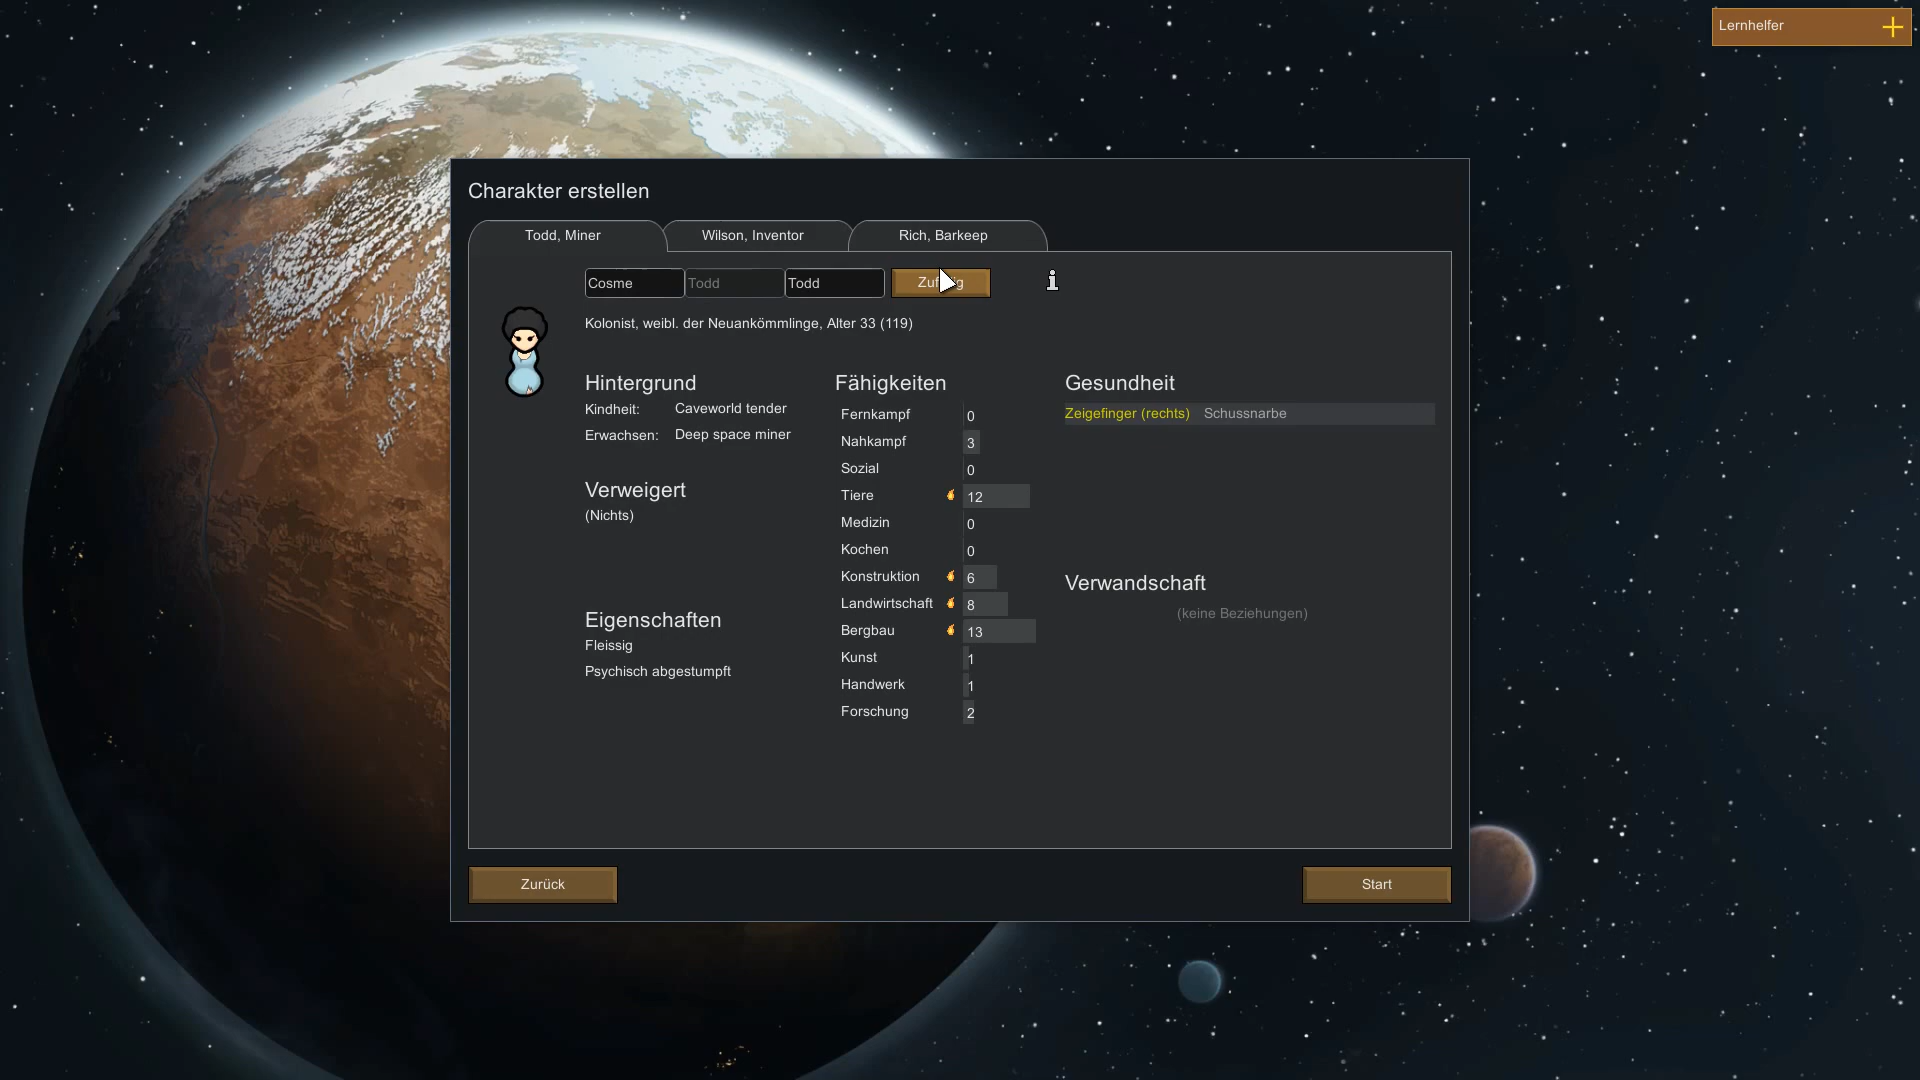 Lernhelfer
Charakter erstellen
Todd, Miner
Wilson, Inventor
Rich, Barkeep
Cosme
Todd
Todd
Kolonist, weibl. der Neuankömmlinge, Alter 33 (119)
Hintergrund
Kindheit: Caveworld tender
Erwachsen: Deep space miner
Verweigert
(Nichts)
Eigenschaften
Fleissig
Psychisch abgestumpft
Fähigkeiten
Fernkampf 0
Nahkampf 3
Sozial 0
Tiere 12
Medizin 0
Kochen 0
Konstruktion 6
Landwirtschaft 8
Bergbau 13
Kunst 1
Handwerk 1
Forschung 2
Gesundheit
Zeigefinger (rechts) Schussnarbe
Verwandschaft
(keine Beziehungen)
Zurück
Start